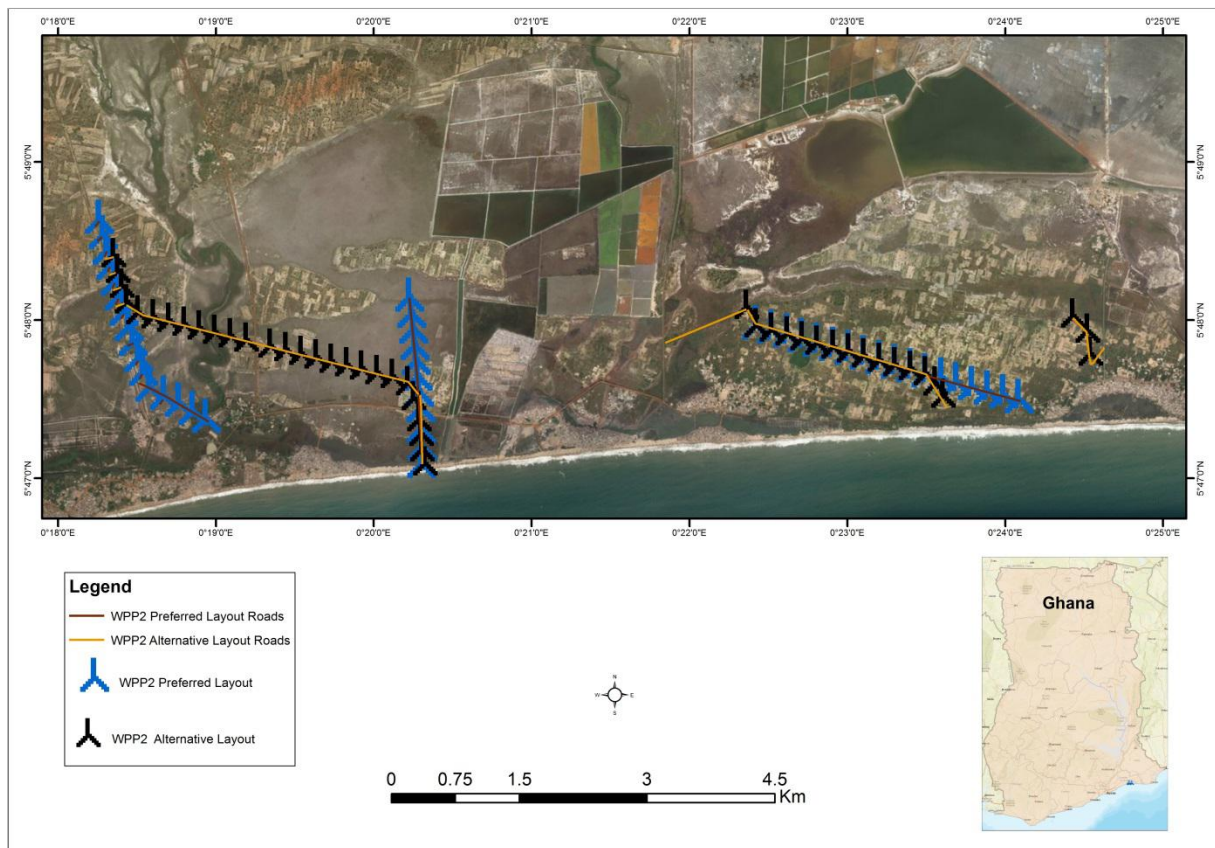 0°18'0"E 0°19'0"E 0°20'0"E 0°21'0"E 0°22'0"E 0°23'0"E 0°24'0"E 0°25'0"E
5°49'0"N 5°49'0"N
5°48'0"N 5°48'0"N
5°47'0"N 5°47'0"N
0°18'0"E 0°19'0"E 0°20'0"E 0°21'0"E 0°22'0"E 0°23'0"E 0°24'0"E 0°25'0"E
Legend
WPP2 Preferred Layout Roads
WPP2 Alternative Layout Roads
WPP2 Preferred Layout
WPP2 Alternative Layout
N
W E
S
0 0.75 1.5 3 4.5
Km
Ghana